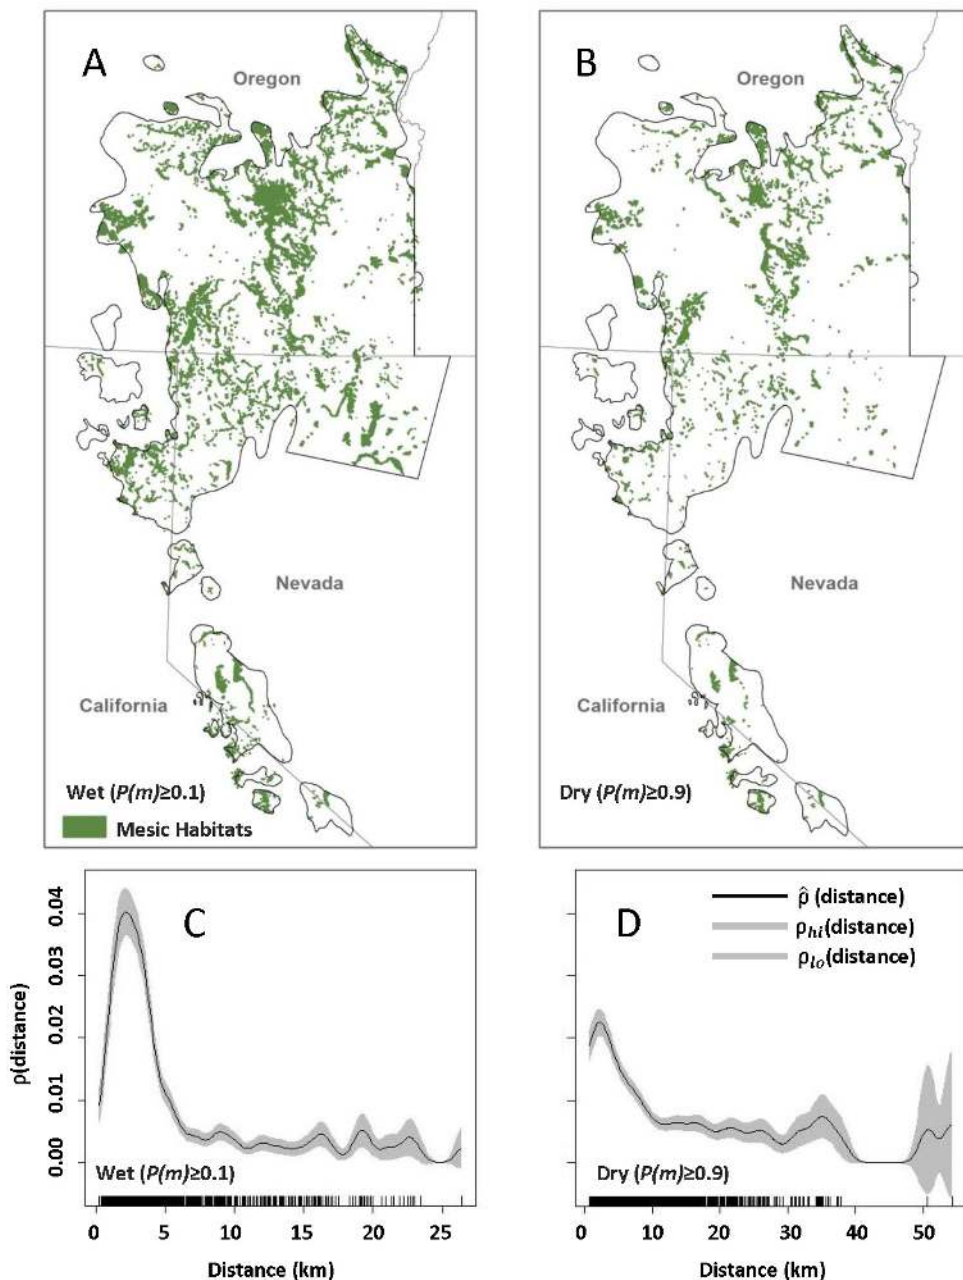 A
Oregon
Nevada
California
Wet (P(m)≥0.1)
Mesic Habitats
B
Oregon
Nevada
California
Dry (P(m)≥0.9)
C
ρ(distance)
0.04
0.03
0.02
0.01
0.00
Wet (P(m)≥0.1)
0 5 10 15 20 25
Distance (km)
D
ρ̂ (distance)
ρhi(distance)
ρlo(distance)
Dry (P(m)≥0.9)
0 10 20 30 40 50
Distance (km)